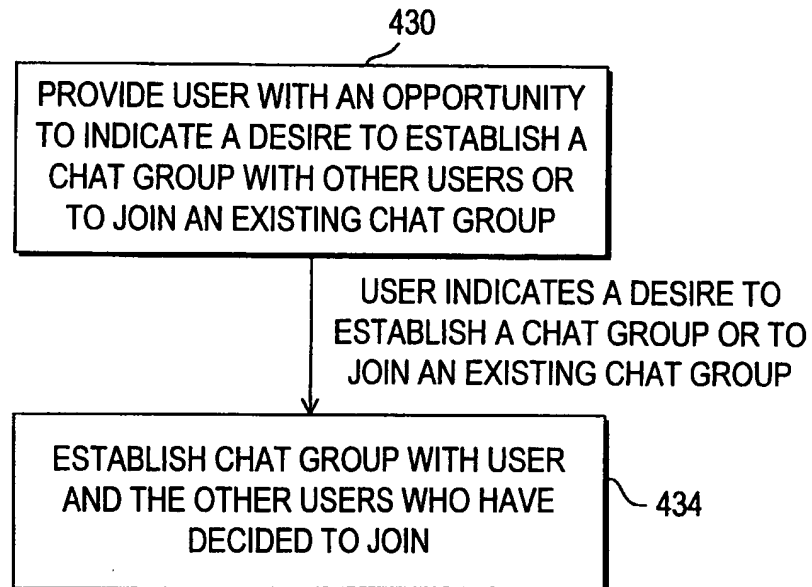 430
PROVIDE USER WITH AN OPPORTUNITY
TO INDICATE A DESIRE TO ESTABLISH A
CHAT GROUP WITH OTHER USERS OR
TO JOIN AN EXISTING CHAT GROUP
USER INDICATES A DESIRE TO
ESTABLISH A CHAT GROUP OR TO
JOIN AN EXISTING CHAT GROUP
ESTABLISH CHAT GROUP WITH USER
AND THE OTHER USERS WHO HAVE
DECIDED TO JOIN
434